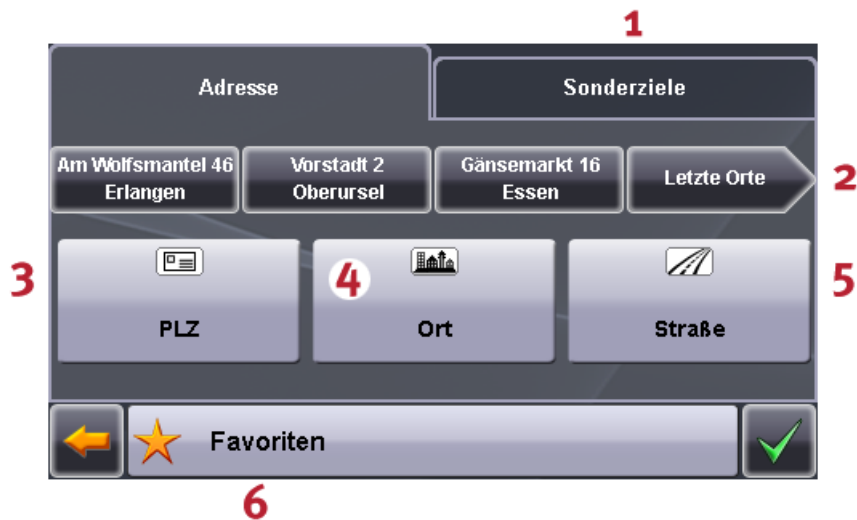 1
Adresse
Sonderziele
Am Wolfsmantel 46
Erlangen
Vorstadt 2
Oberursel
Gänsemarkt 16
Essen
Letzte Orte
2
3
PLZ
4
Ort
Straße
5
Favoriten
6